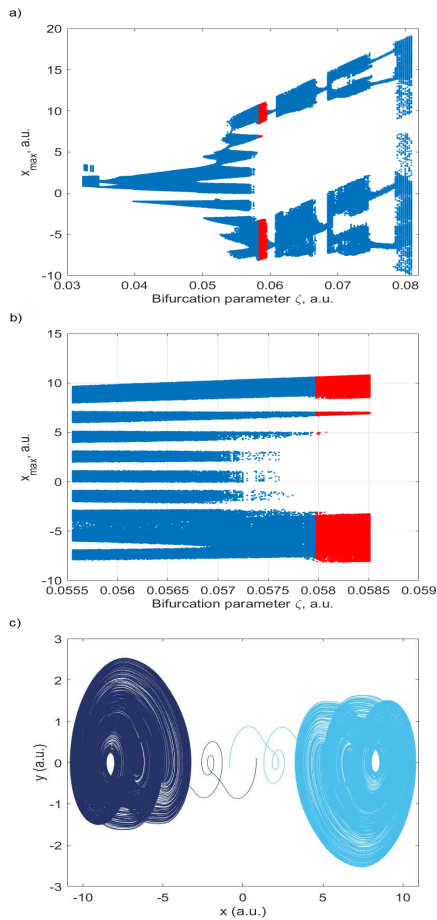 a)
20
15
10
5
0
-5
-10
x_max, a.u.
0.03 0.04 0.05 0.06 0.07 0.08
Bifurcation parameter ζ, a.u.
b)
15
10
5
0
-5
-10
x_max, a.u.
0.0555 0.056 0.0565 0.057 0.0575 0.058 0.0585 0.059
Bifurcation parameter ζ, a.u.
c)
3
2
1
0
-1
-2
-3
y (a.u.)
-10 -5 0 5 10
x (a.u.)